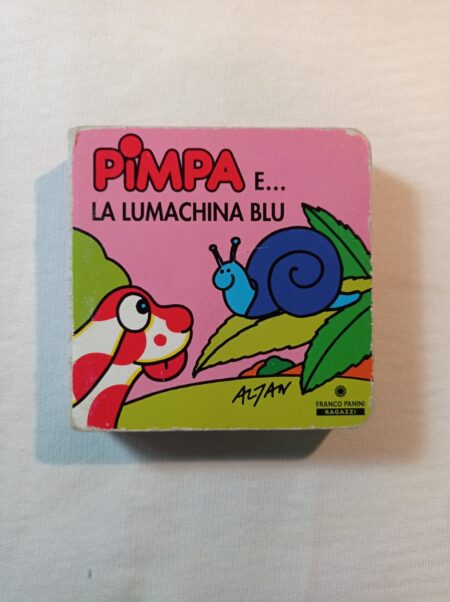 PiMPA E...
LA LUMACHINA BLU
ALTAN
FRANCO PANINI
RAGAZZI